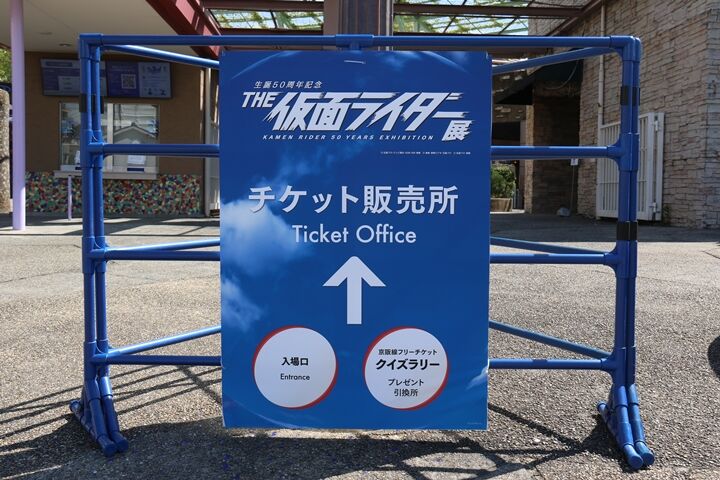 生誕50周年記念
THE 仮面ライダー展
KAMEN RIDER 50 YEARS EXHIBITION
チケット販売所
Ticket Office
入場口
Entrance
京阪線フリーチケット
クイズラリー
プレゼント
引換所